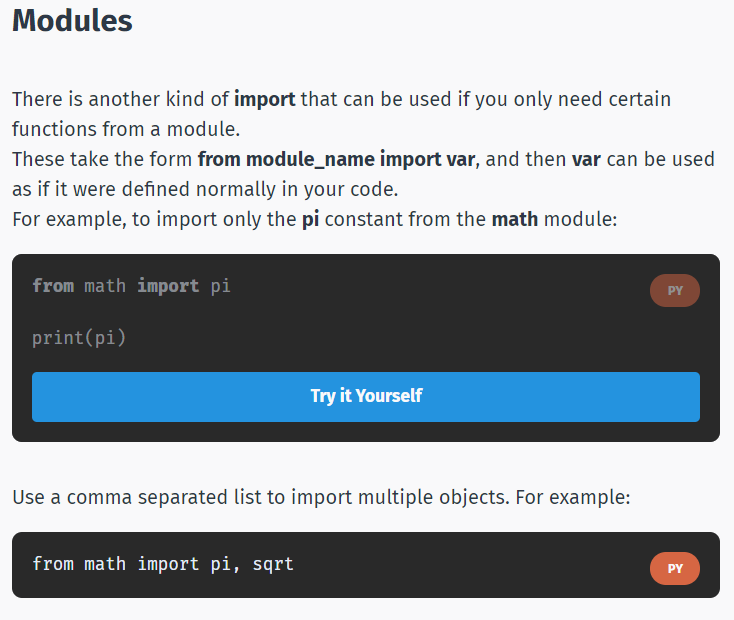 Modules
There is another kind of import that can be used if you only need certain
functions from a module.
These take the form from module_name import var, and then var can be used
as if it were defined normally in your code.
For example, to import only the pi constant from the math module:
from math import pi
PY
print(pi)
Try it Yourself
Use a comma separated list to import multiple objects. For example:
from math import pi, sqrt
PY